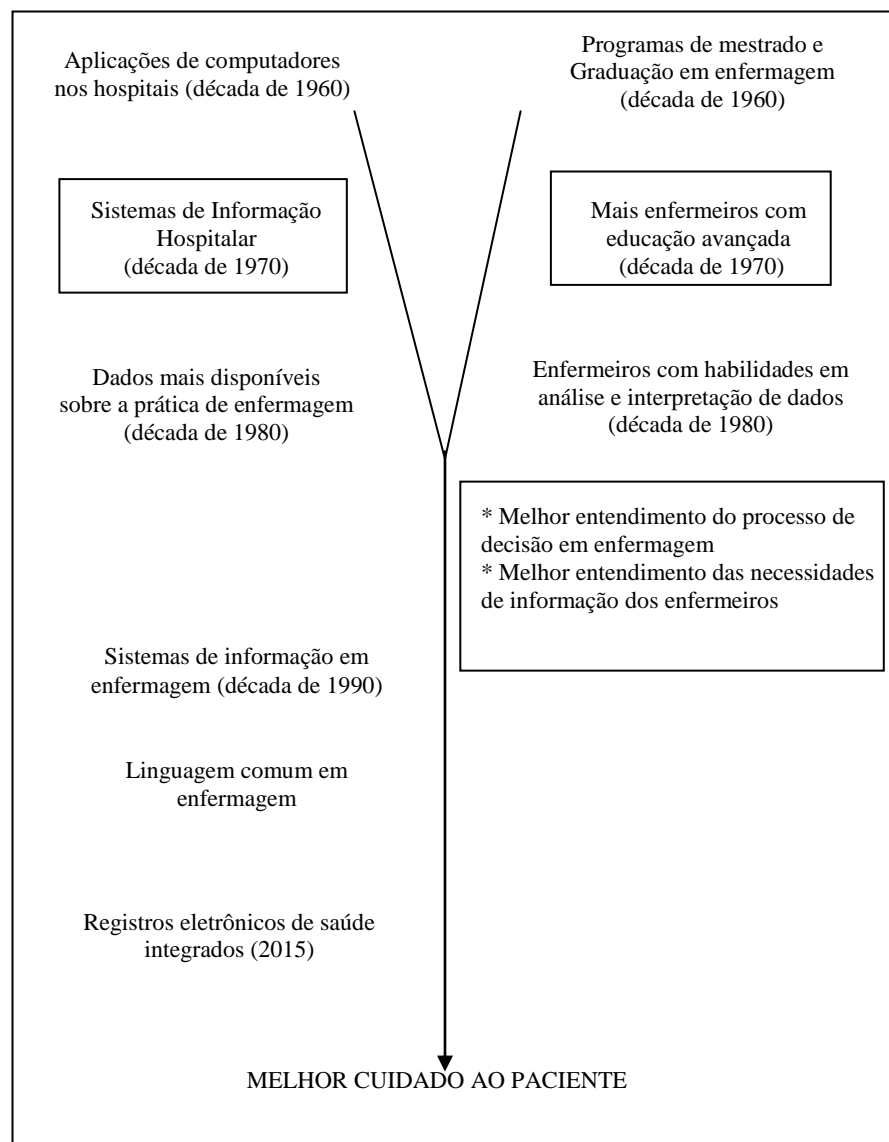 Aplicações de computadores
nos hospitais (década de 1960)
Programas de mestrado e
Graduação em enfermagem
(década de 1960)
Sistemas de Informação
Hospitalar
(década de 1970)
Mais enfermeiros com
educação avançada
(década de 1970)
Dados mais disponíveis
sobre a prática de enfermagem
(década de 1980)
Enfermeiros com habilidades em
análise e interpretação de dados
(década de 1980)
* Melhor entendimento do processo de
decisão em enfermagem
* Melhor entendimento das necessidades
de informação dos enfermeiros
Sistemas de informação em
enfermagem (década de 1990)
Linguagem comum em
enfermagem
Registros eletrônicos de saúde
integrados (2015)
MELHOR CUIDADO AO PACIENTE